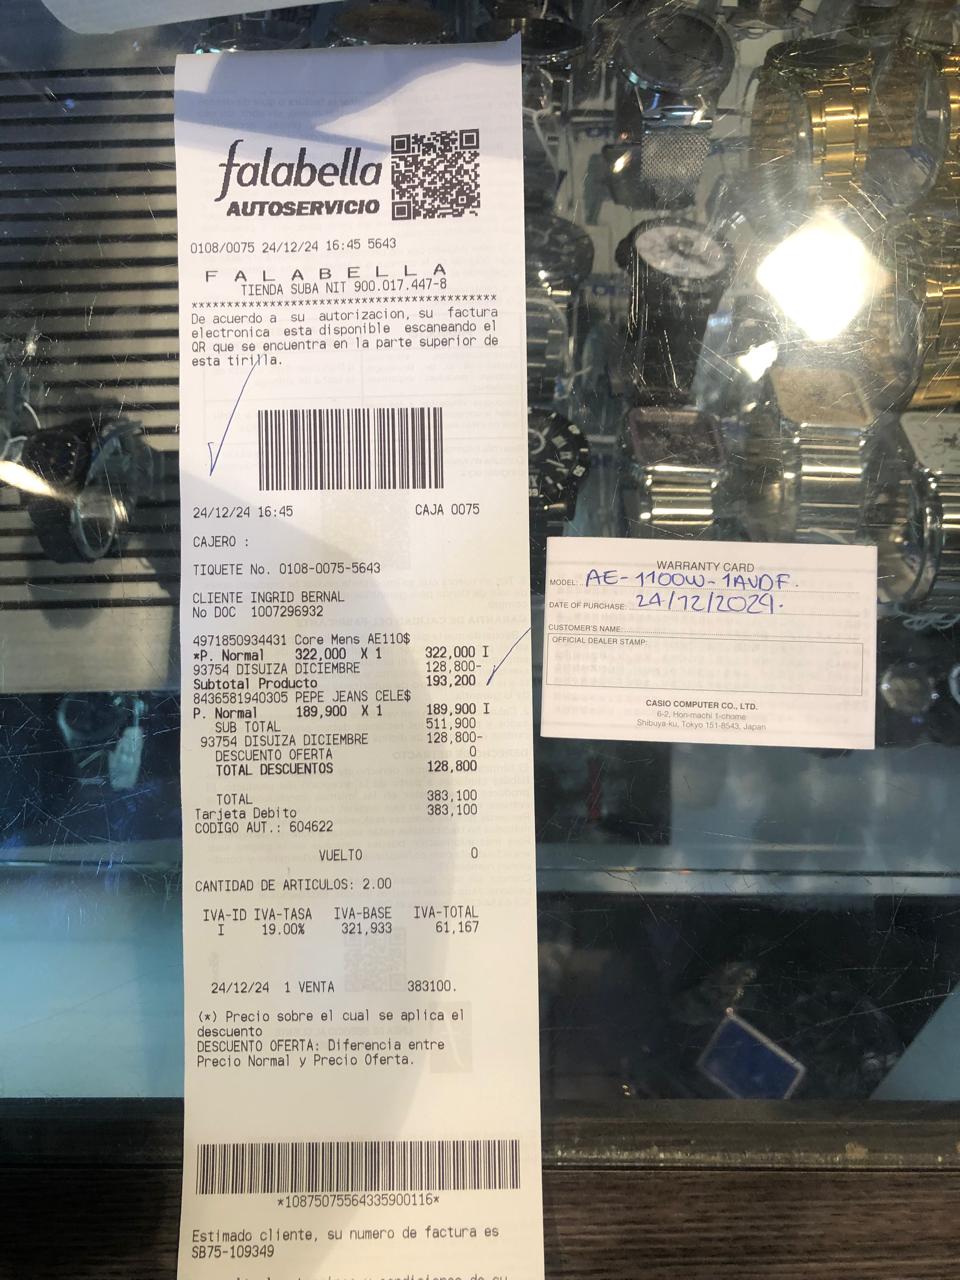 falabella
AUTOSERVICIO
0108/0075 24/12/24 16:45 5643
F A L A B E L L A
TIENDA SUBA NIT 900.017.447-8
De acuerdo a su autorizacion, su factura
electronica esta disponible escaneando el
QR que se encuentra en la parte superior de
esta tirilla.
24/12/24 16:45 CAJA 0075
CAJERO :
TIQUETE No. 0108-0075-5643
CLIENTE INGRID BERNAL
No DOC 1007296932
4971850934431 Core Mens AE110$
*P. Normal 322,000 X 1 322,000 I
93754 DISUIZA DICIEMBRE 128,800-
Subtotal Producto 193,200
8436581940305 PEPE JEANS CELE$
P. Normal 189,900 X 1 189,900 I
SUB TOTAL 511,900
93754 DISUIZA DICIEMBRE 128,800-
DESCUENTO OFERTA 0
TOTAL DESCUENTOS 128,800
TOTAL 383,100
Tarjeta Debito 383,100
CODIGO AUT.: 604622
VUELTO 0
CANTIDAD DE ARTICULOS: 2.00
IVA-ID IVA-TASA IVA-BASE IVA-TOTAL
I 19.00% 321,933 61,167
24/12/24 1 VENTA 383100.
(*) Precio sobre el cual se aplica el
descuento
DESCUENTO OFERTA: Diferencia entre
Precio Normal y Precio Oferta.
*10875075564335900116*
Estimado cliente, su numero de factura es
SB75-109349
WARRANTY CARD
MODEL: AE-1100W-1AVDF.
DATE OF PURCHASE: 24/12/2024.
CUSTOMER'S NAME:
OFFICIAL DEALER STAMP:
CASIO COMPUTER CO., LTD.
6-2, Hon-machi 1-chome
Shibuya-ku, Tokyo 151-8543, Japan